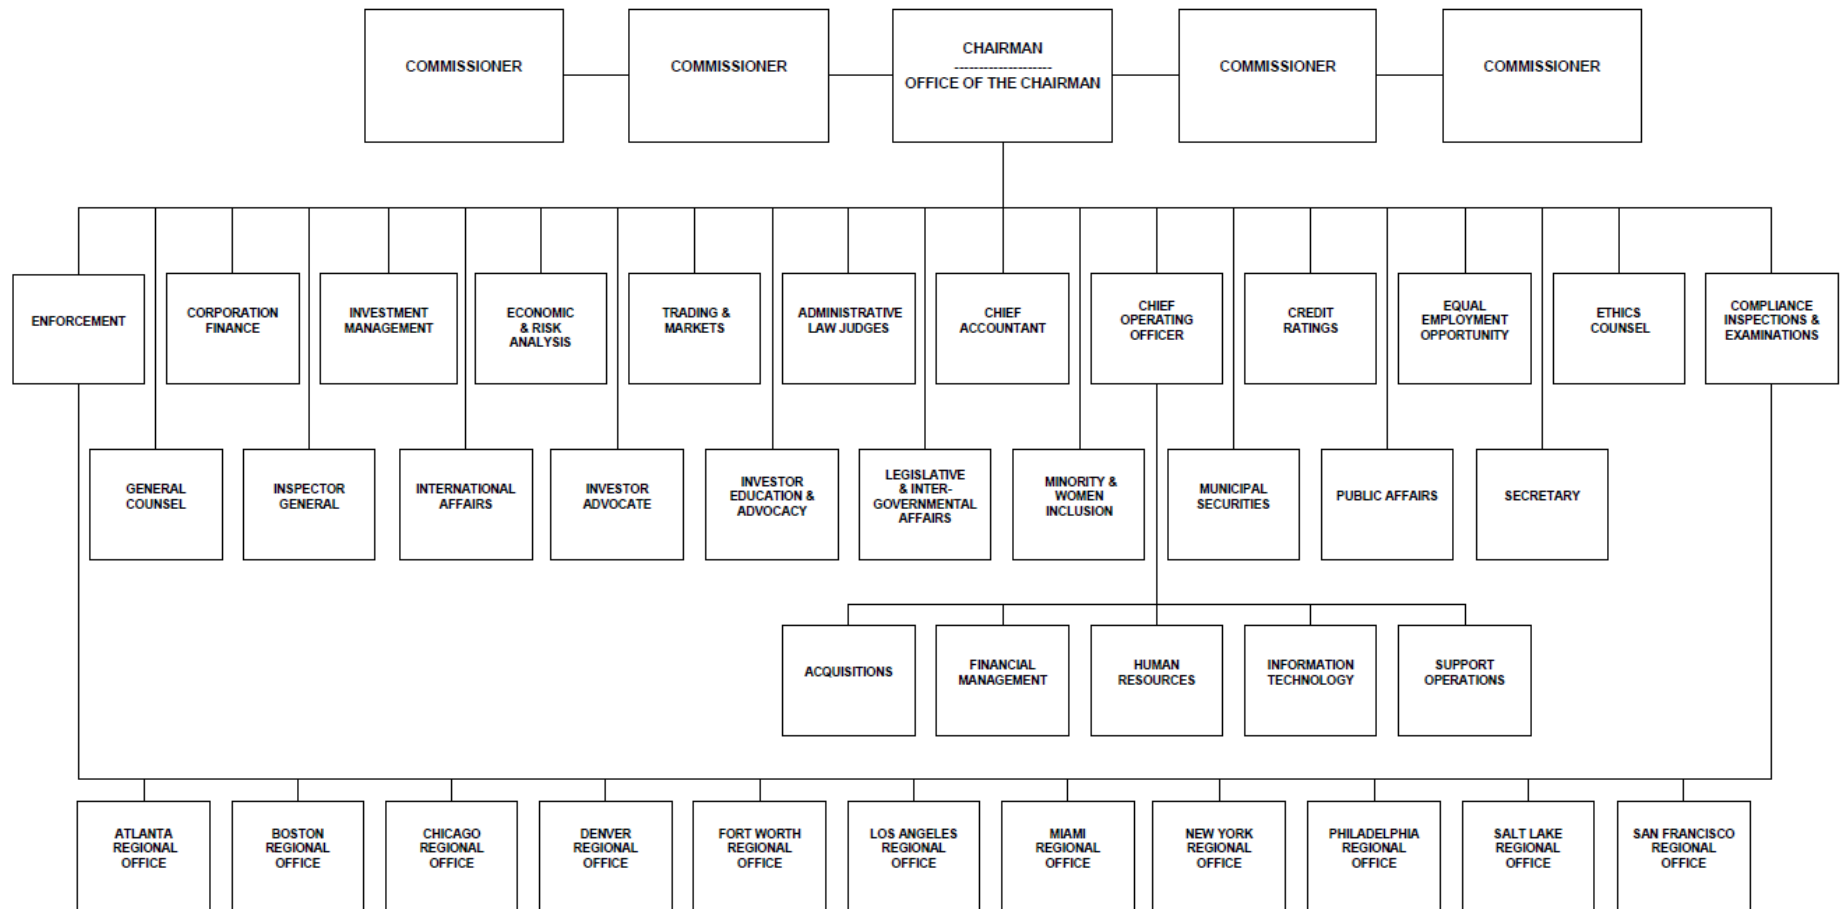 COMMISSIONER
COMMISSIONER
CHAIRMAN
--------------------
OFFICE OF THE CHAIRMAN
COMMISSIONER
COMMISSIONER
ENFORCEMENT
CORPORATION
FINANCE
INVESTMENT
MANAGEMENT
ECONOMIC
& RISK
ANALYSIS
TRADING &
MARKETS
ADMINISTRATIVE
LAW JUDGES
CHIEF
ACCOUNTANT
CHIEF
OPERATING
OFFICER
CREDIT
RATINGS
EQUAL
EMPLOYMENT
OPPORTUNITY
ETHICS
COUNSEL
COMPLIANCE
INSPECTIONS &
EXAMINATIONS
GENERAL
COUNSEL
INSPECTOR
GENERAL
INTERNATIONAL
AFFAIRS
INVESTOR
ADVOCATE
INVESTOR
EDUCATION &
ADVOCACY
LEGISLATIVE
& INTER-
GOVERNMENTAL
AFFAIRS
MINORITY &
WOMEN
INCLUSION
MUNICIPAL
SECURITIES
PUBLIC AFFAIRS
SECRETARY
ACQUISITIONS
FINANCIAL
MANAGEMENT
HUMAN
RESOURCES
INFORMATION
TECHNOLOGY
SUPPORT
OPERATIONS
ATLANTA
REGIONAL
OFFICE
BOSTON
REGIONAL
OFFICE
CHICAGO
REGIONAL
OFFICE
DENVER
REGIONAL
OFFICE
FORT WORTH
REGIONAL
OFFICE
LOS ANGELES
REGIONAL
OFFICE
MIAMI
REGIONAL
OFFICE
NEW YORK
REGIONAL
OFFICE
PHILADELPHIA
REGIONAL
OFFICE
SALT LAKE
REGIONAL
OFFICE
SAN FRANCISCO
REGIONAL
OFFICE